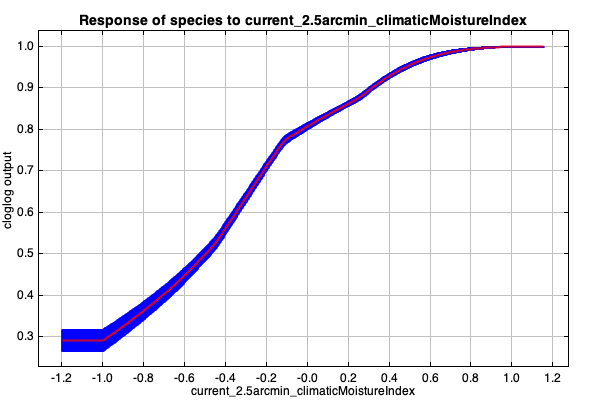 Response of species to current_2.5arcmin_climaticMoistureIndex
cloglog output
1.0
0.9
0.8
0.7
0.6
0.5
0.4
0.3
-1.2 -1.0 -0.8 -0.6 -0.4 -0.2 -0.0 0.2 0.4 0.6 0.8 1.0 1.2
current_2.5arcmin_climaticMoistureIndex